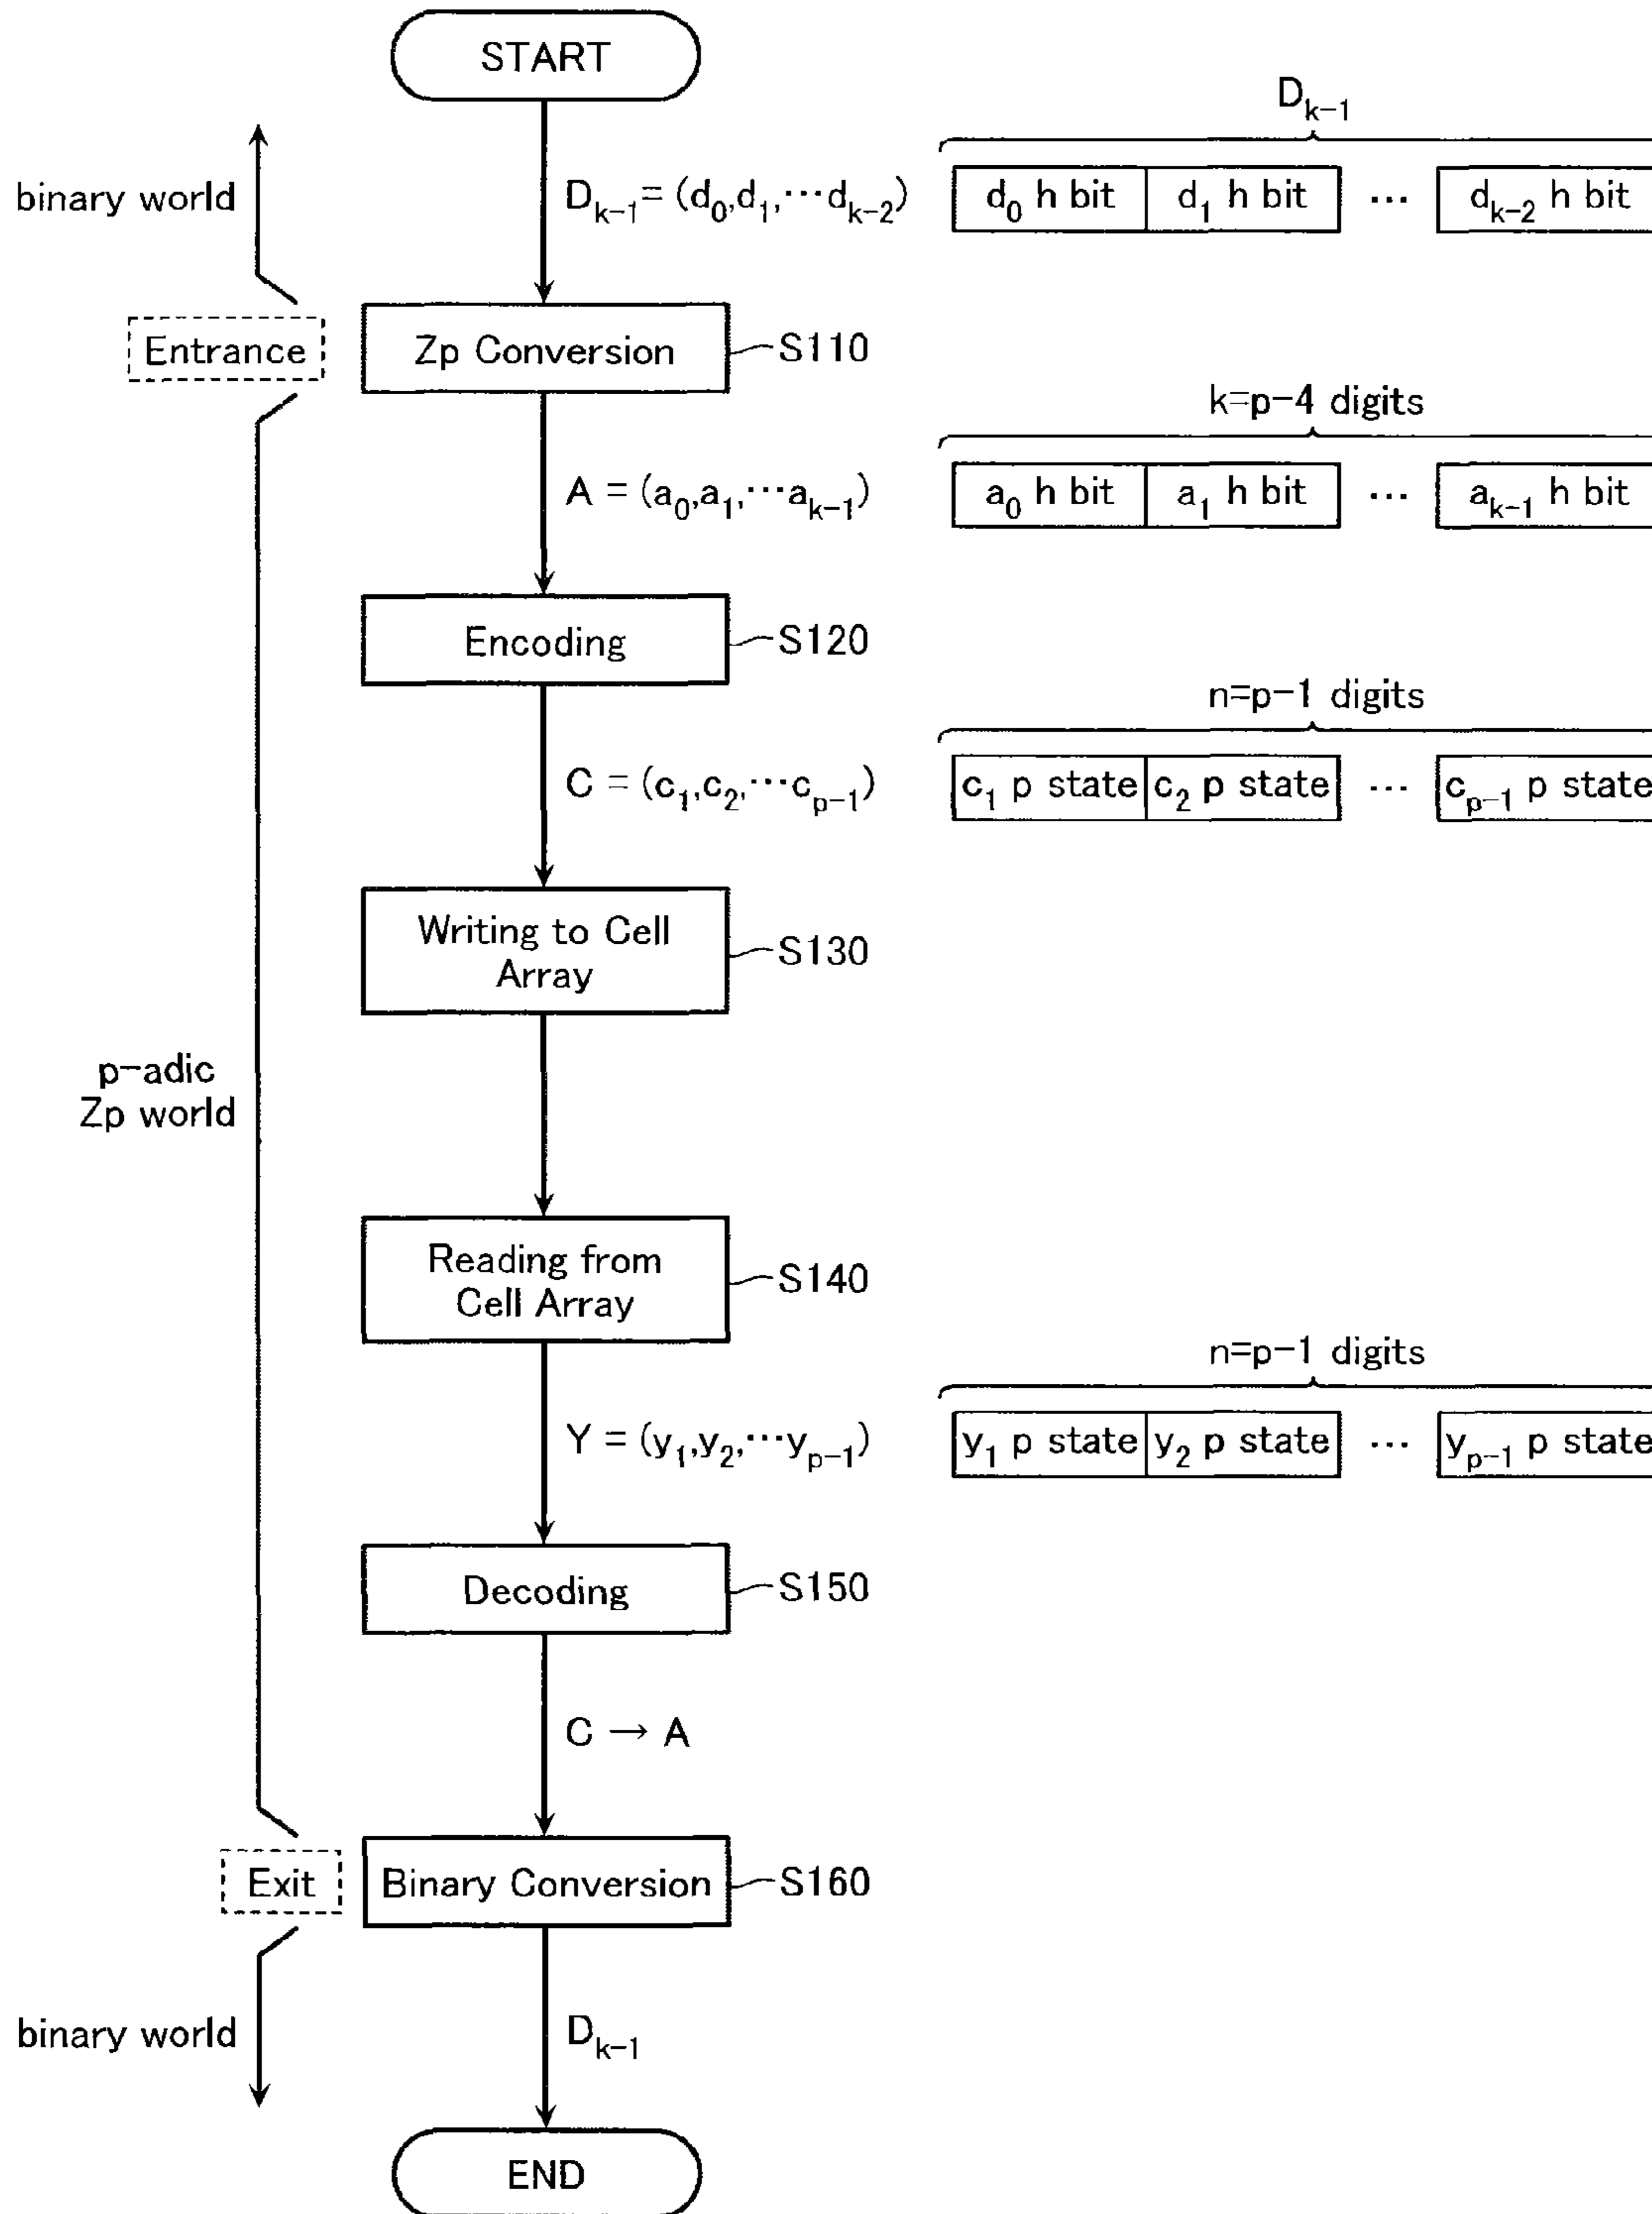 START
D_{k-1}
binary world
D_{k-1}= (d_0,d_1,⋯d_{k-2})
d_0 h bit d_1 h bit ⋯ d_{k-2} h bit
Entrance
Zp Conversion
S110
k=p-4 digits
A = (a_0,a_1,⋯a_{k-1})
a_0 h bit a_1 h bit ⋯ a_{k-1} h bit
Encoding
S120
n=p-1 digits
C = (c_1,c_2,⋯c_{p-1})
c_1 p state c_2 p state ⋯ c_{p-1} p state
Writing to Cell
Array
S130
p-adic
Zp world
Reading from
Cell Array
S140
n=p-1 digits
Y = (y_1,y_2,⋯y_{p-1})
y_1 p state y_2 p state ⋯ y_{p-1} p state
Decoding
S150
C → A
Exit
Binary Conversion
S160
binary world
D_{k-1}
END